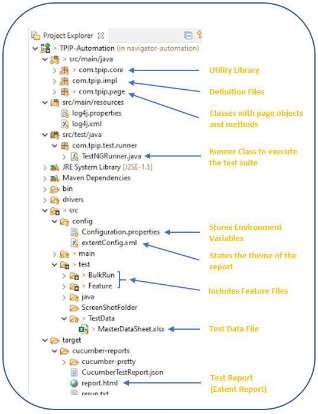 Project Explorer
TPIP-Automation (in navigator-automation)
> src/main/java
> com.tpip.core
Utility Library
> com.tpip.impl
Definition Files
> com.tpip.page
Classes with page objects
and methods
src/main/resources
log4j.properties
log4j.xml
> src/test/java
> com.tpip.test.runner
Runner Class to execute
the test suite
> TestNGRunner.java
JRE System Library [J2SE-1.5]
Maven Dependencies
bin
drivers
> src
config
Configuration.properties
Stores Environment
Variables
extentConfig.xml
States the theme of the
report
> main
> test
> BulkRun
> Feature
Includes Feature Files
java
ScreenShotFolder
> TestData
> MasterDataSheet.xlsx
Test Data File
target
cucumber-reports
cucumber-pretty
CucumberTestReport.json
report.html
Test Report
(Extent Report)
rerun.txt